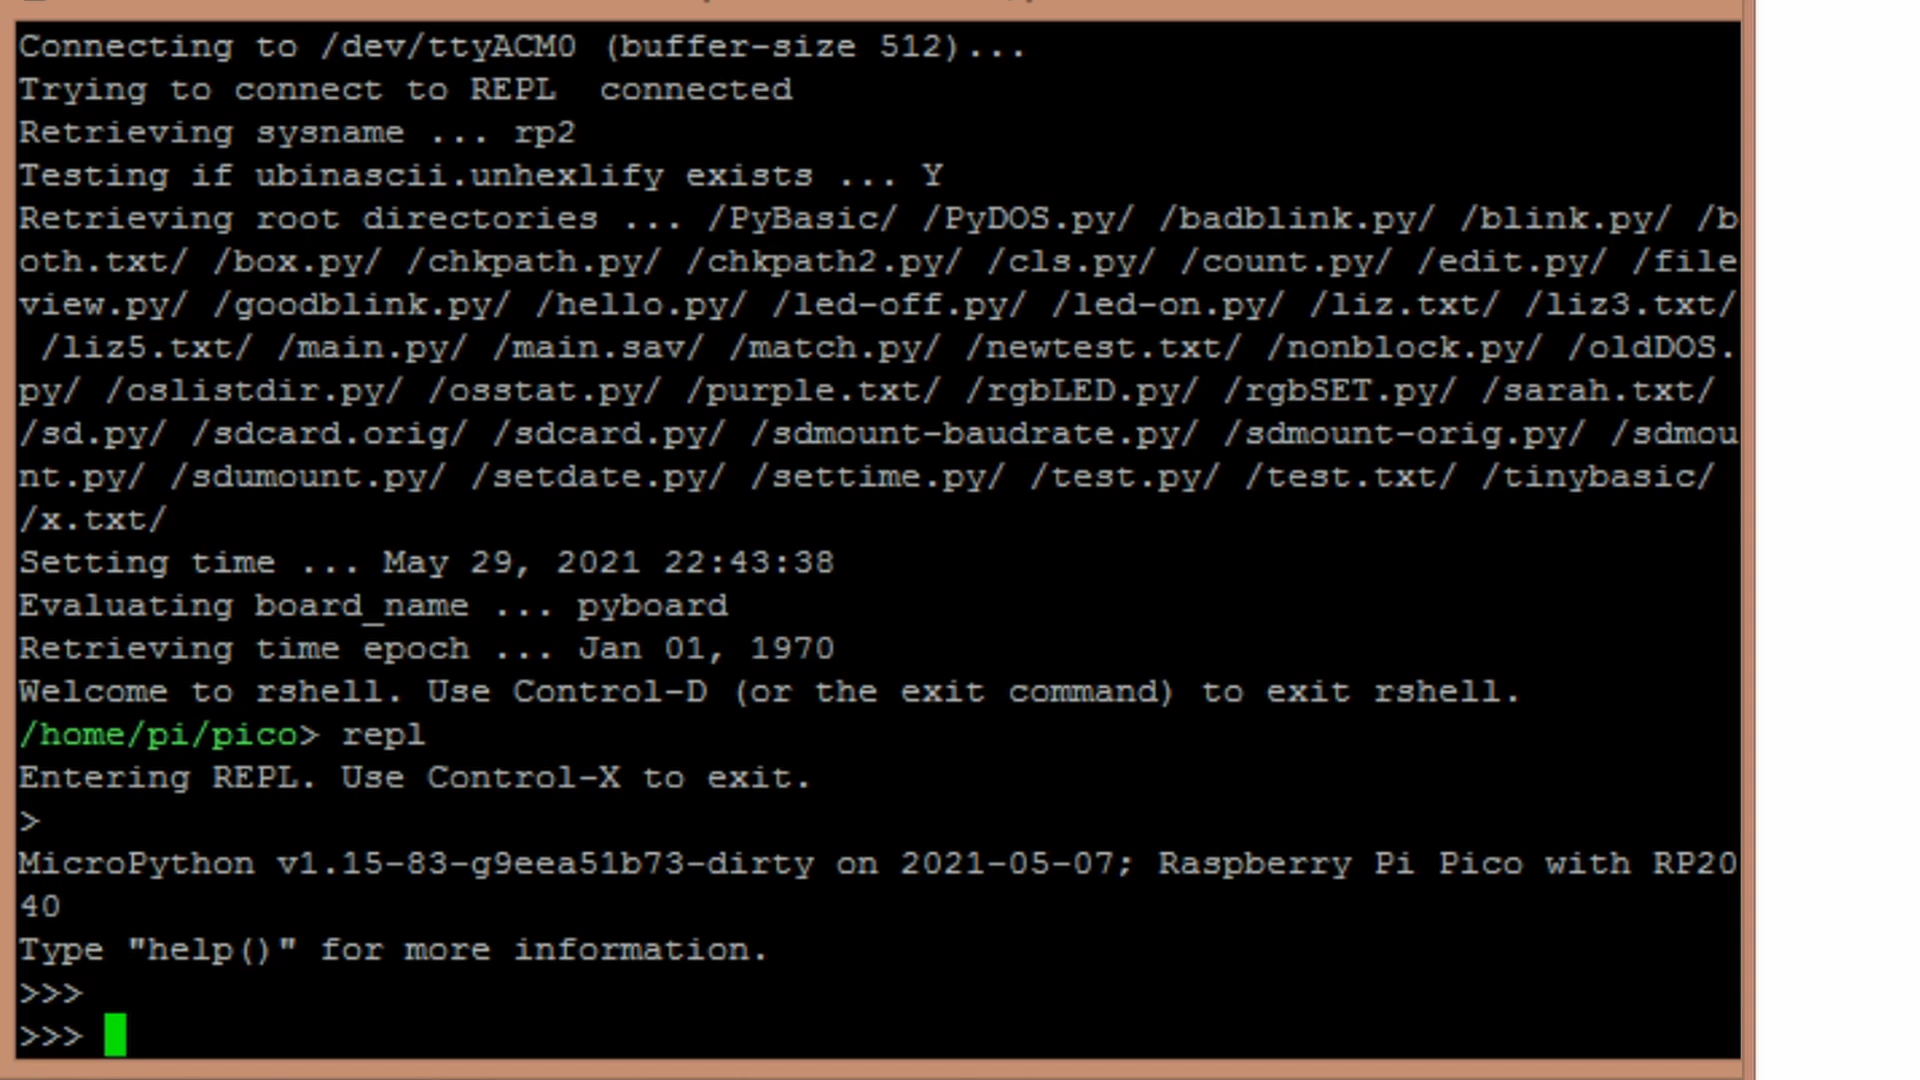 Connecting to /dev/ttyACM0 (buffer-size 512)...
Trying to connect to REPL  connected
Retrieving sysname ... rp2
Testing if ubinascii.unhexlify exists ... Y
Retrieving root directories ... /PyBasic/ /PyDOS.py/ /badblink.py/ /blink.py/ /b
oth.txt/ /box.py/ /chkpath.py/ /chkpath2.py/ /cls.py/ /count.py/ /edit.py/ /file
view.py/ /goodblink.py/ /hello.py/ /led-off.py/ /led-on.py/ /liz.txt/ /liz3.txt/
 /liz5.txt/ /main.py/ /main.sav/ /match.py/ /newtest.txt/ /nonblock.py/ /oldDOS.
py/ /oslistdir.py/ /osstat.py/ /purple.txt/ /rgbLED.py/ /rgbSET.py/ /sarah.txt/
/sd.py/ /sdcard.orig/ /sdcard.py/ /sdmount-baudrate.py/ /sdmount-orig.py/ /sdmou
nt.py/ /sdumount.py/ /setdate.py/ /settime.py/ /test.py/ /test.txt/ /tinybasic/
/x.txt/
Setting time ... May 29, 2021 22:43:38
Evaluating board_name ... pyboard
Retrieving time epoch ... Jan 01, 1970
Welcome to rshell. Use Control-D (or the exit command) to exit rshell.
/home/pi/pico> repl
Entering REPL. Use Control-X to exit.
>
MicroPython v1.15-83-g9eea51b73-dirty on 2021-05-07; Raspberry Pi Pico with RP20
40
Type "help()" for more information.
>>>
>>>